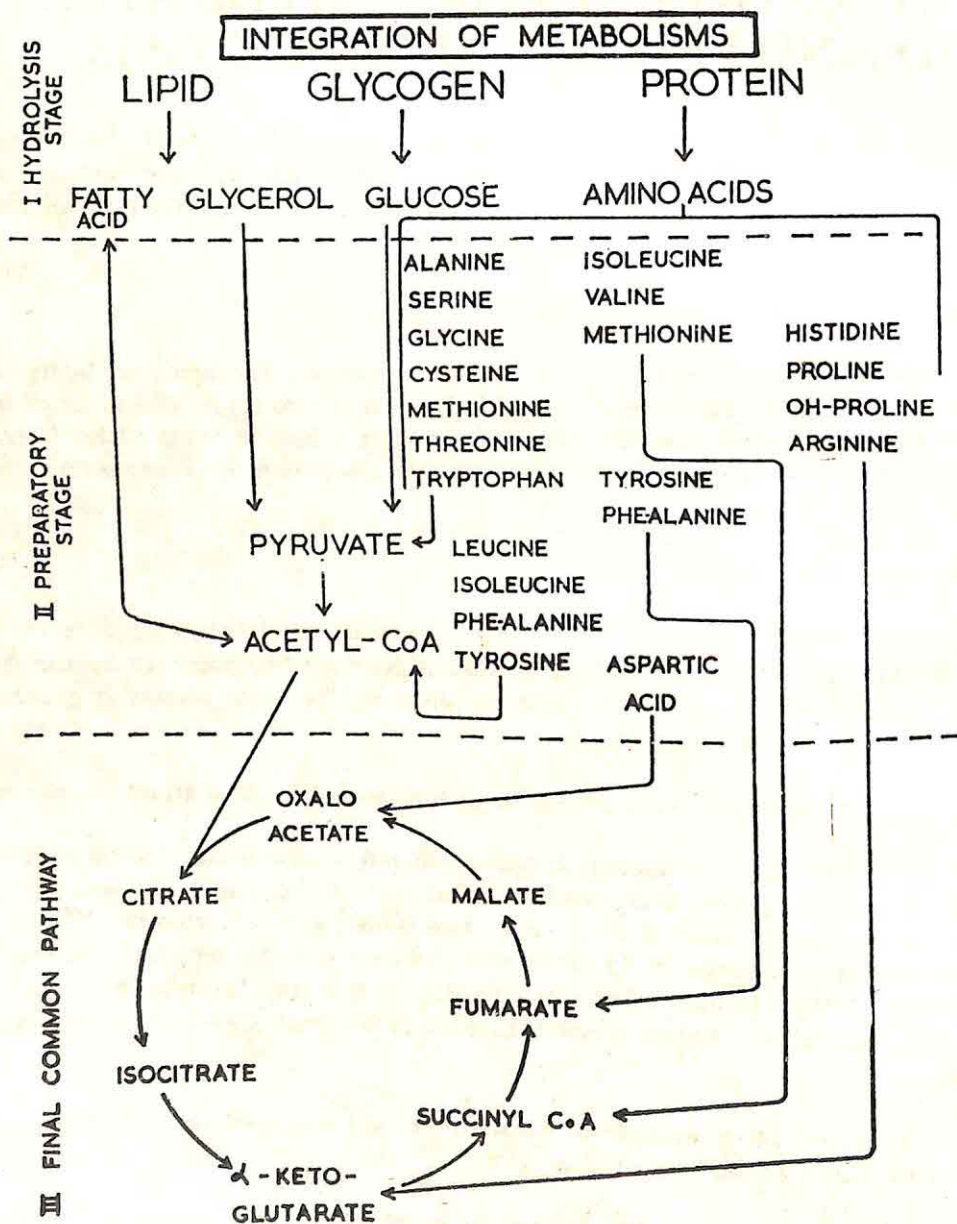 INTEGRATION OF METABOLISMS
I HYDROLYSIS
STAGE
LIPID
GLYCOGEN
PROTEIN
FATTY
ACID
GLYCEROL
GLUCOSE
AMINO ACIDS
II PREPARATORY
STAGE
ALANINE
SERINE
GLYCINE
CYSTEINE
METHIONINE
THREONINE
TRYPTOPHAN
ISOLEUCINE
VALINE
METHIONINE
HISTIDINE
PROLINE
OH-PROLINE
ARGININE
TYROSINE
PHE-ALANINE
PYRUVATE
LEUCINE
ISOLEUCINE
PHE-ALANINE
TYROSINE
ACETYL-CoA
ASPARTIC
ACID
III FINAL COMMON PATHWAY
OXALO
ACETATE
CITRATE
MALATE
FUMARATE
ISOCITRATE
SUCCINYL CoA
α-KETO-
GLUTARATE